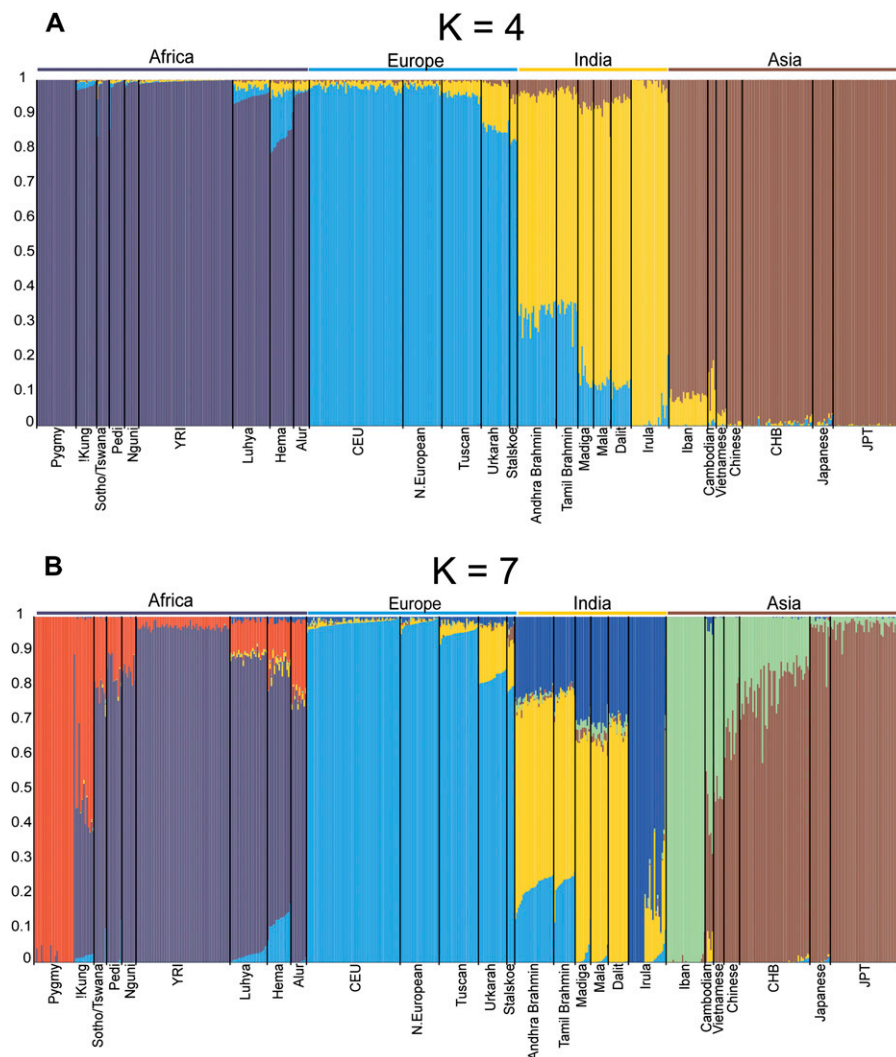 A
K = 4
Africa Europe India Asia
1
0.9
0.8
0.7
0.6
0.5
0.4
0.3
0.2
0.1
0
Pygmy
!Kung
Sotho/Tswana
Pedi
Nguni
YRI
Luhya
Hema
Alur
CEU
N.European
Tuscan
Urkarah
Stalskoe
Andhra Brahmin
Tamil Brahmin
Madiga
Mala
Dalit
Irula
Iban
Cambodian
Vietnamese
Chinese
CHB
Japanese
JPT
B
K = 7
Africa Europe India Asia
1
0.9
0.8
0.7
0.6
0.5
0.4
0.3
0.2
0.1
0
Pygmy
!Kung
Sotho/Tswana
Pedi
Nguni
YRI
Luhya
Hema
Alur
CEU
N.European
Tuscan
Urkarah
Stalskoe
Andhra Brahmin
Tamil Brahmin
Madiga
Mala
Dalit
Irula
Iban
Cambodian
Vietnamese
Chinese
CHB
Japanese
JPT